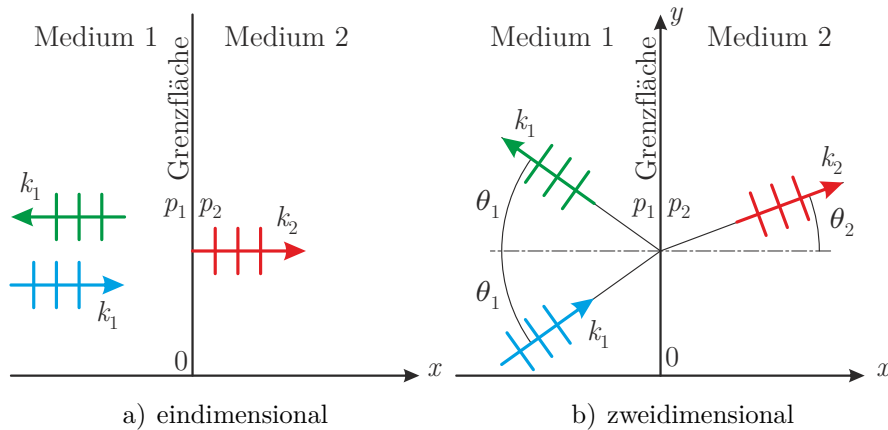 Medium 1
Grenzfläche
Medium 2
k₁
p₁
p₂
k₂
k₁
0
x
a) eindimensional
y
Medium 1
Grenzfläche
Medium 2
k₁
k₂
θ₁
p₁
p₂
θ₂
θ₁
k₁
0
x
b) zweidimensional